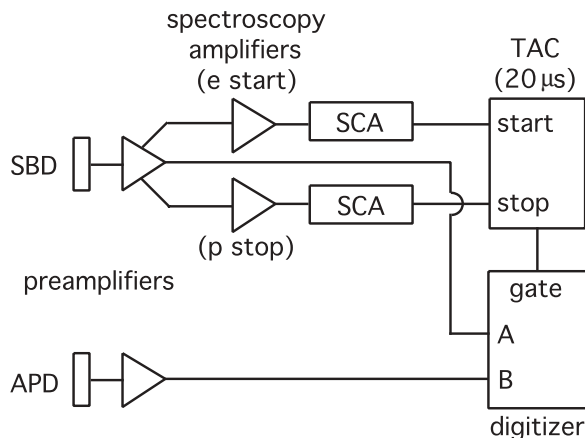 spectroscopy
amplifiers
(e start)
TAC
(20 μs)
SCA
start
SBD
SCA
stop
(p stop)
preamplifiers
gate
A
APD
B
digitizer